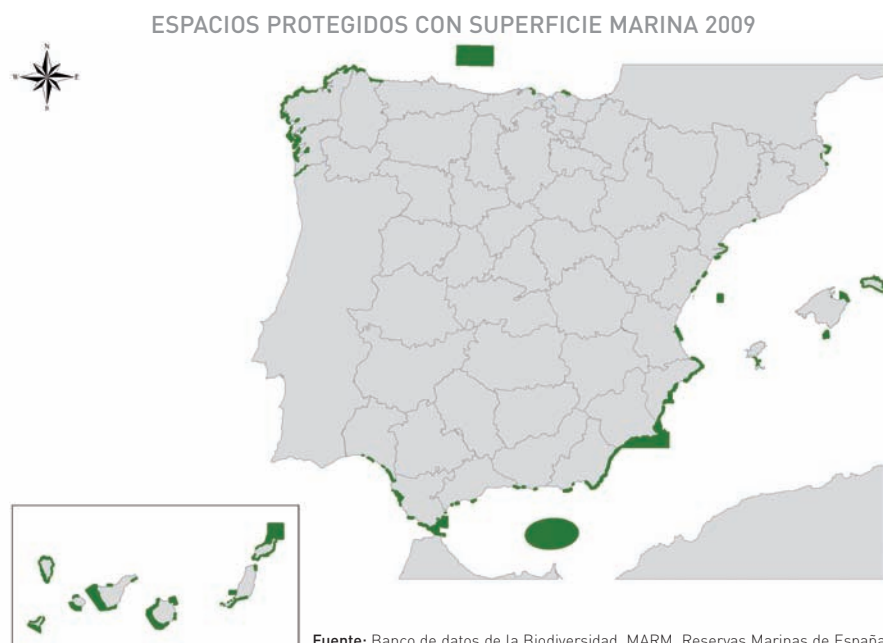 ESPACIOS PROTEGIDOS CON SUPERFICIE MARINA 2009
N
W E
S
Fuente: Banco de datos de la Biodiversidad. MARM. Reservas Marinas de España